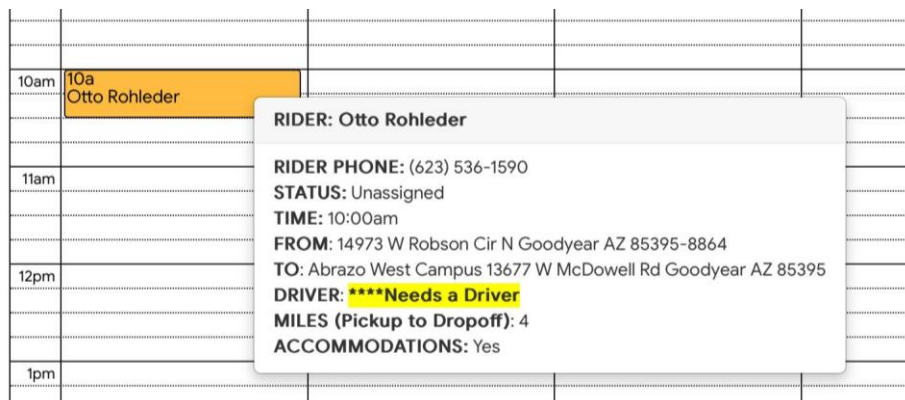 10am
10a
Otto Rohleder
RIDER: Otto Rohleder
RIDER PHONE: (623) 536-1590
STATUS: Unassigned
TIME: 10:00am
FROM: 14973 W Robson Cir N Goodyear AZ 85395-8864
TO: Abrazo West Campus 13677 W McDowell Rd Goodyear AZ 85395
DRIVER: ****Needs a Driver
MILES (Pickup to Dropoff): 4
ACCOMMODATIONS: Yes
11am
12pm
1pm